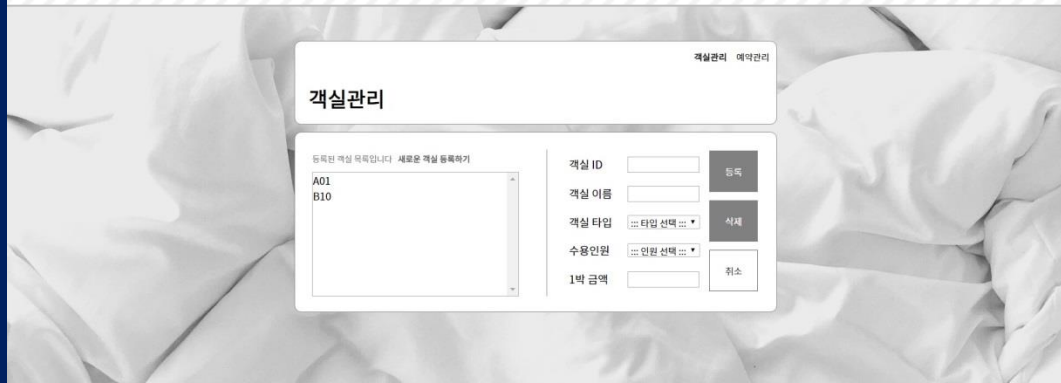 객실관리 예약관리
객실관리
등록된 객실 목록입니다 새로운 객실 등록하기
A01
B10
객실 ID
객실 이름
객실 타입 ::: 타입 선택 :::
수용인원 ::: 인원 선택 :::
1박 금액
등록
삭제
취소